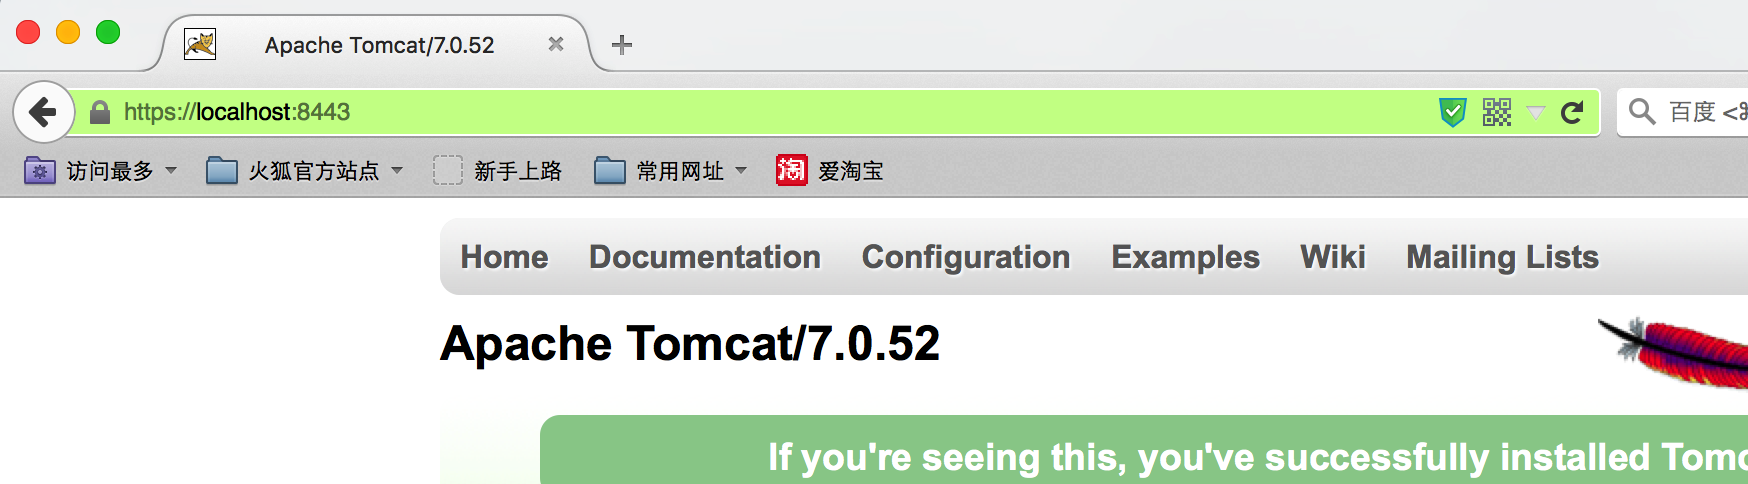 Apache Tomcat/7.0.52
https://localhost:8443
百度 <⌘
访问最多 火狐官方站点 新手上路 常用网址 淘 爱淘宝
Home Documentation Configuration Examples Wiki Mailing Lists
Apache Tomcat/7.0.52
If you're seeing this, you've successfully installed Tomc